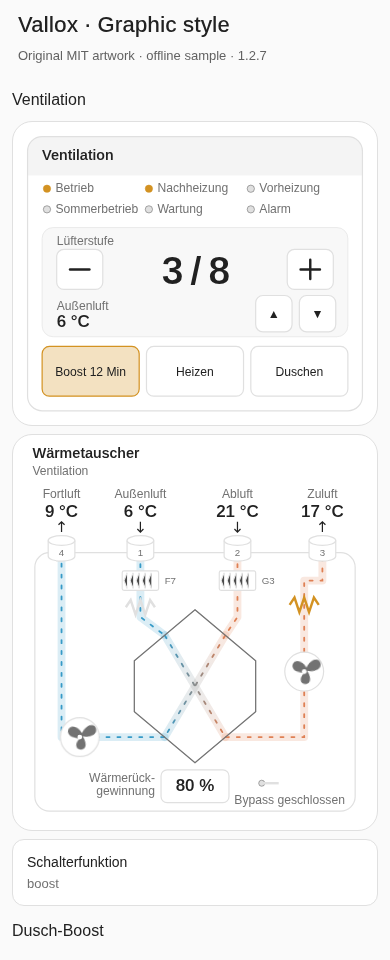 Vallox · Graphic style
Original MIT artwork · offline sample · 1.2.7
Ventilation
Ventilation
Betrieb Nachheizung Vorheizung
Sommerbetrieb Wartung Alarm
Lüfterstufe
3 / 8
Außenluft
6 °C
▲ ▼
Boost 12 Min Heizen Duschen
Wärmetauscher
Ventilation
Fortluft Außenluft Abluft Zuluft
9 °C 6 °C 21 °C 17 °C
↑ ↓ ↓ ↑
4 1 2 3
F7 G3
Wärmerück-
gewinnung
80 %
Bypass geschlossen
Schalterfunktion
boost
Dusch-Boost